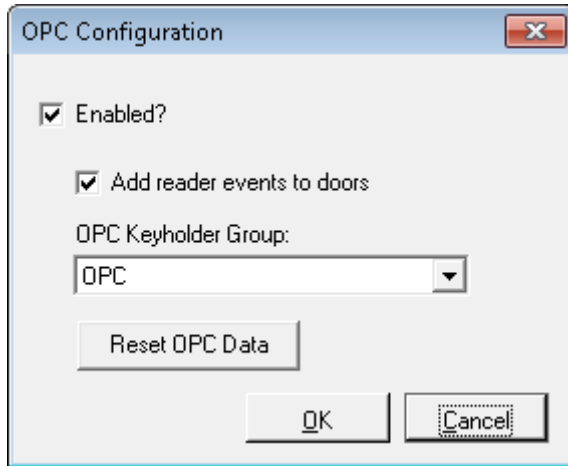 OPC Configuration
Enabled?
Add reader events to doors
OPC Keyholder Group:
OPC
Reset OPC Data
OK Cancel